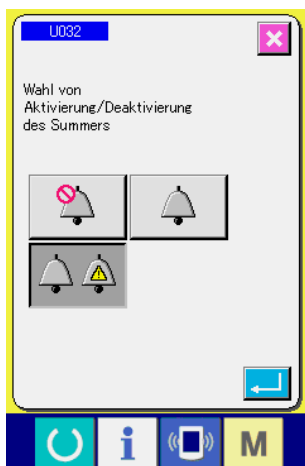 U032
Wahl von
Aktivierung/Deaktivierung
des Summers
i
M